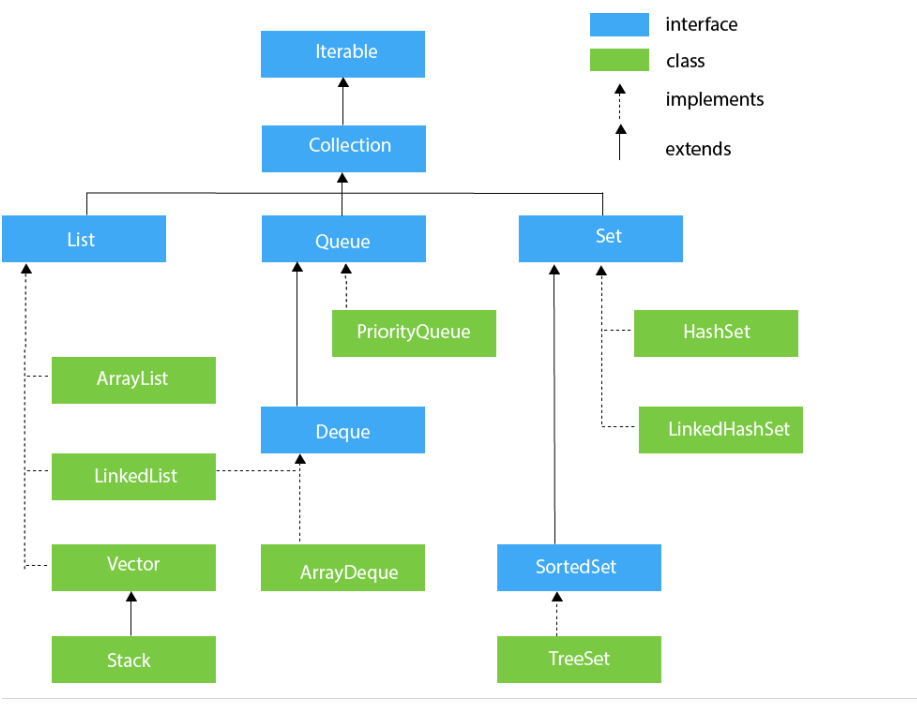 interface
Iterable
class
implements
Collection
extends
List
Queue
Set
PriorityQueue
HashSet
ArrayList
Deque
LinkedHashSet
LinkedList
Vector
ArrayDeque
SortedSet
Stack
TreeSet